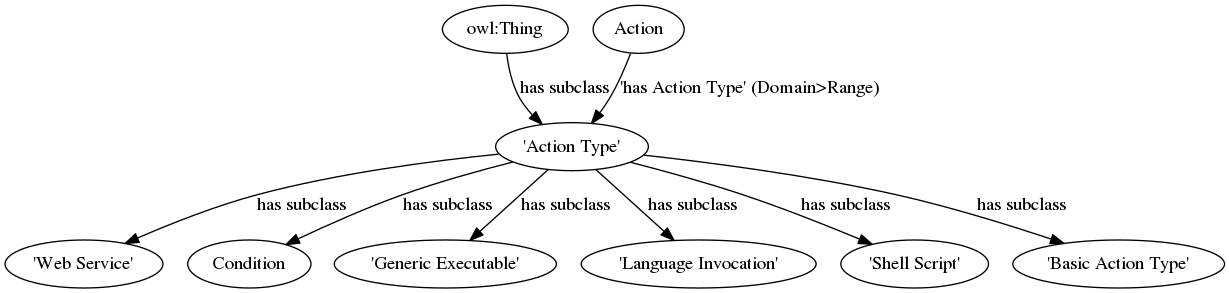 owl:Thing
Action
has subclass
'has Action Type' (Domain>Range)
'Action Type'
has subclass
has subclass
has subclass
has subclass
has subclass
has subclass
'Web Service'
Condition
'Generic Executable'
'Language Invocation'
'Shell Script'
'Basic Action Type'